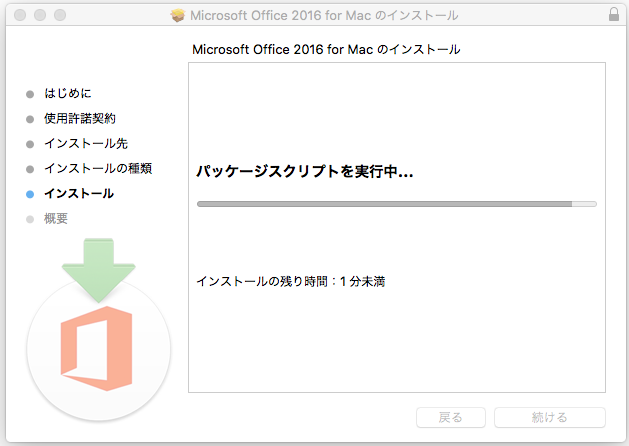 Microsoft Office 2016 for Mac のインストール
Microsoft Office 2016 for Mac のインストール
はじめに
使用許諾契約
インストール先
インストールの種類
インストール
概要
パッケージスクリプトを実行中...
インストールの残り時間：1 分未満
戻る
続ける